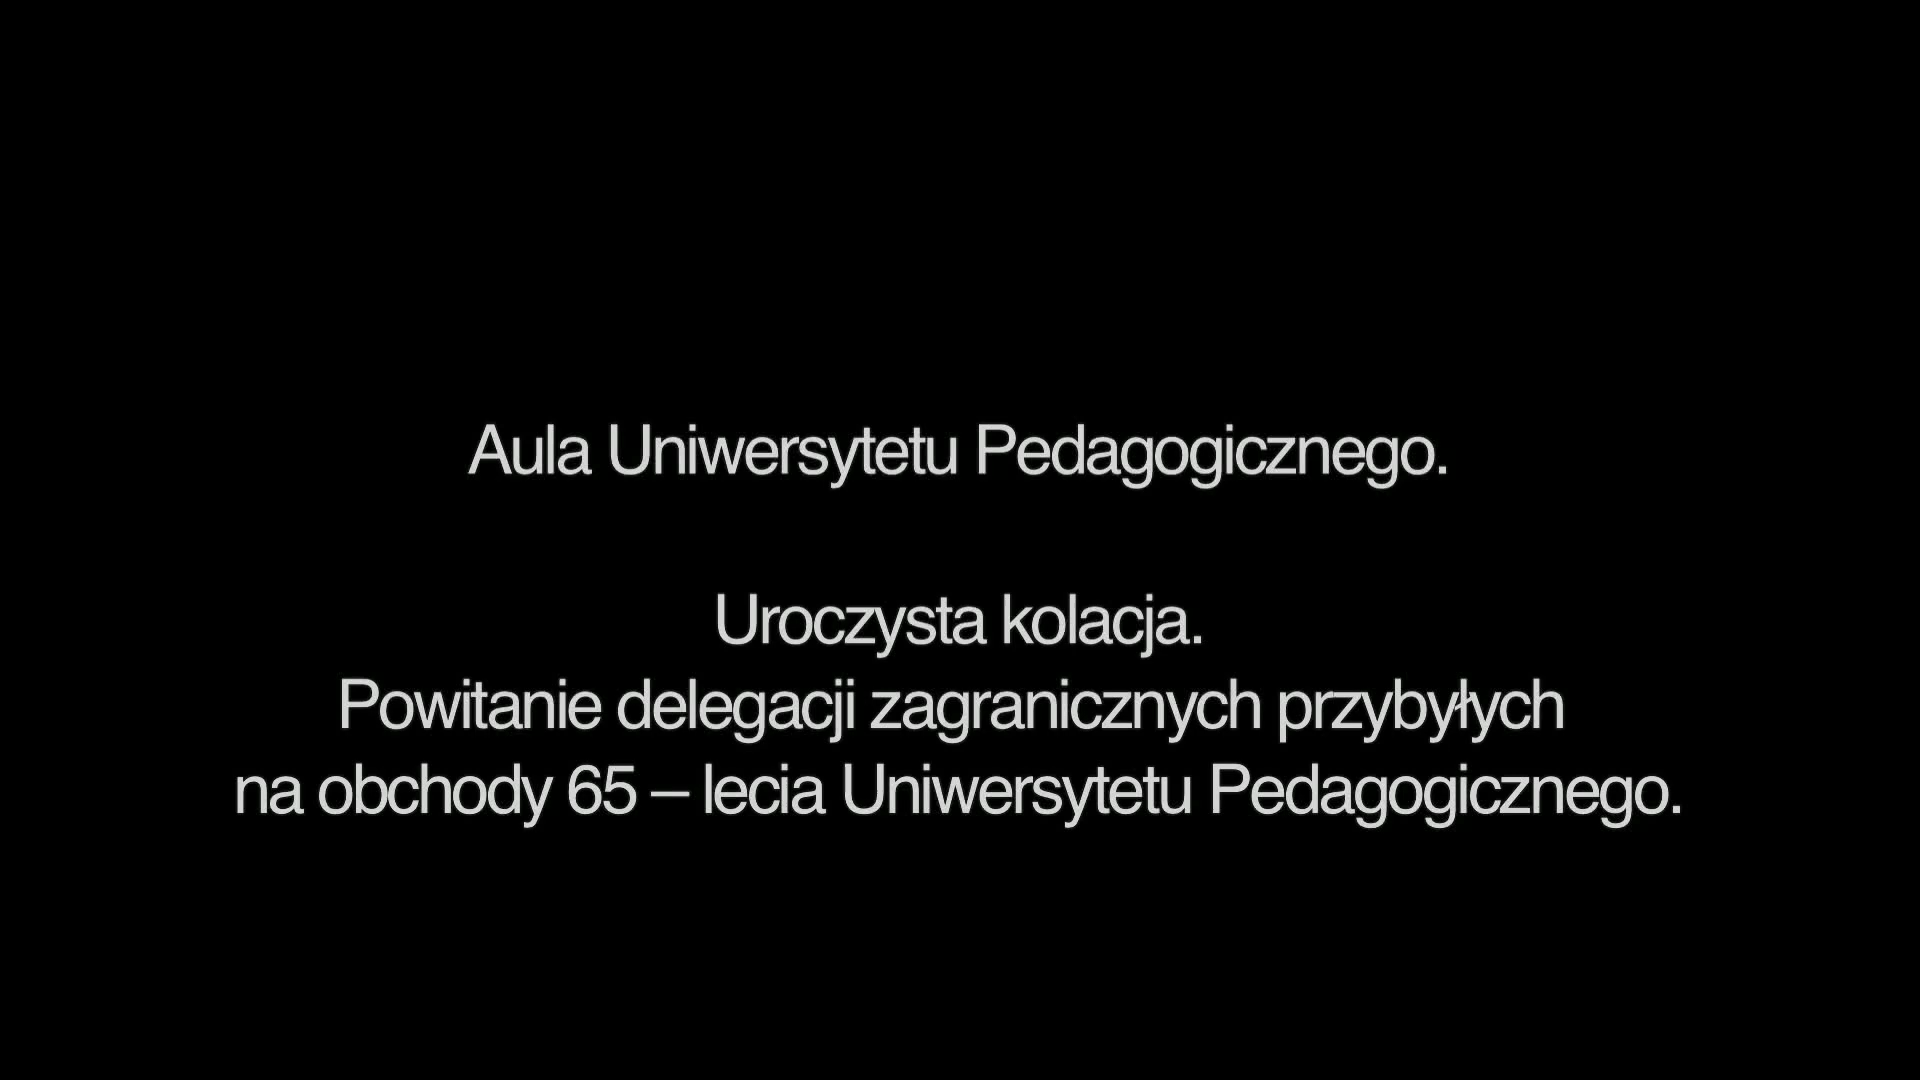 Aula Uniwersytetu Pedagogicznego.
Uroczysta kolacja.
Powitanie delegacji zagranicznych przybyłych
na obchody 65 – lecia Uniwersytetu Pedagogicznego.